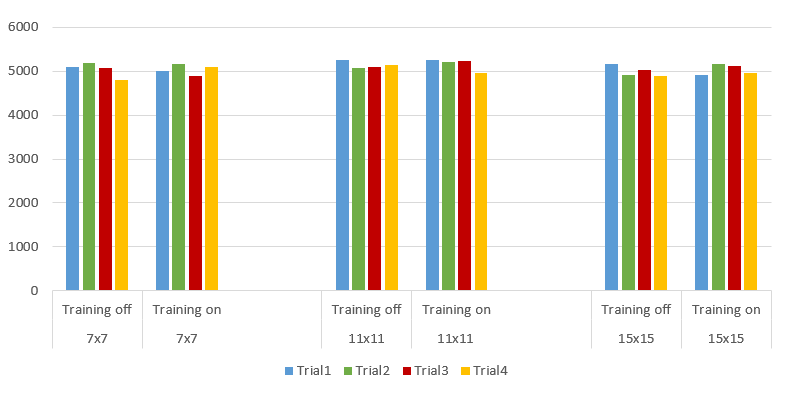 6000
5000
4000
3000
2000
1000
0
Training off Training on Training off Training on Training off Training on
7x7 7x7 11x11 11x11 15x15 15x15
Trial1 Trial2 Trial3 Trial4